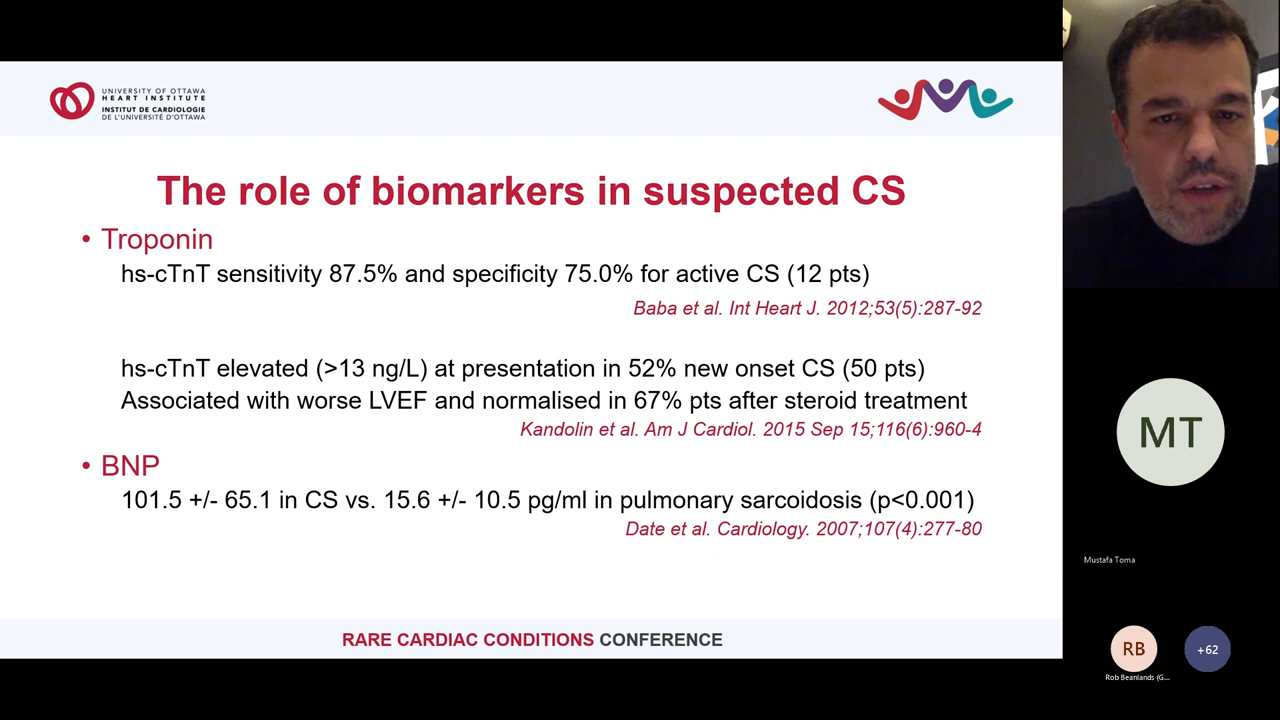 UNIVERSITY OF OTTAWA
HEART INSTITUTE
INSTITUT DE CARDIOLOGIE
DE L'UNIVERSITÉ D'OTTAWA
The role of biomarkers in suspected CS
• Troponin
hs-cTnT sensitivity 87.5% and specificity 75.0% for active CS (12 pts)
Baba et al. Int Heart J. 2012;53(5):287-92
hs-cTnT elevated (>13 ng/L) at presentation in 52% new onset CS (50 pts)
Associated with worse LVEF and normalised in 67% pts after steroid treatment
Kandolin et al. Am J Cardiol. 2015 Sep 15;116(6):960-4
• BNP
101.5 +/- 65.1 in CS vs. 15.6 +/- 10.5 pg/ml in pulmonary sarcoidosis (p<0.001)
Date et al. Cardiology. 2007;107(4):277-80
RARE CARDIAC CONDITIONS CONFERENCE
MT
Mustafa Toma
RB
+62
Rob Beanlands (G...